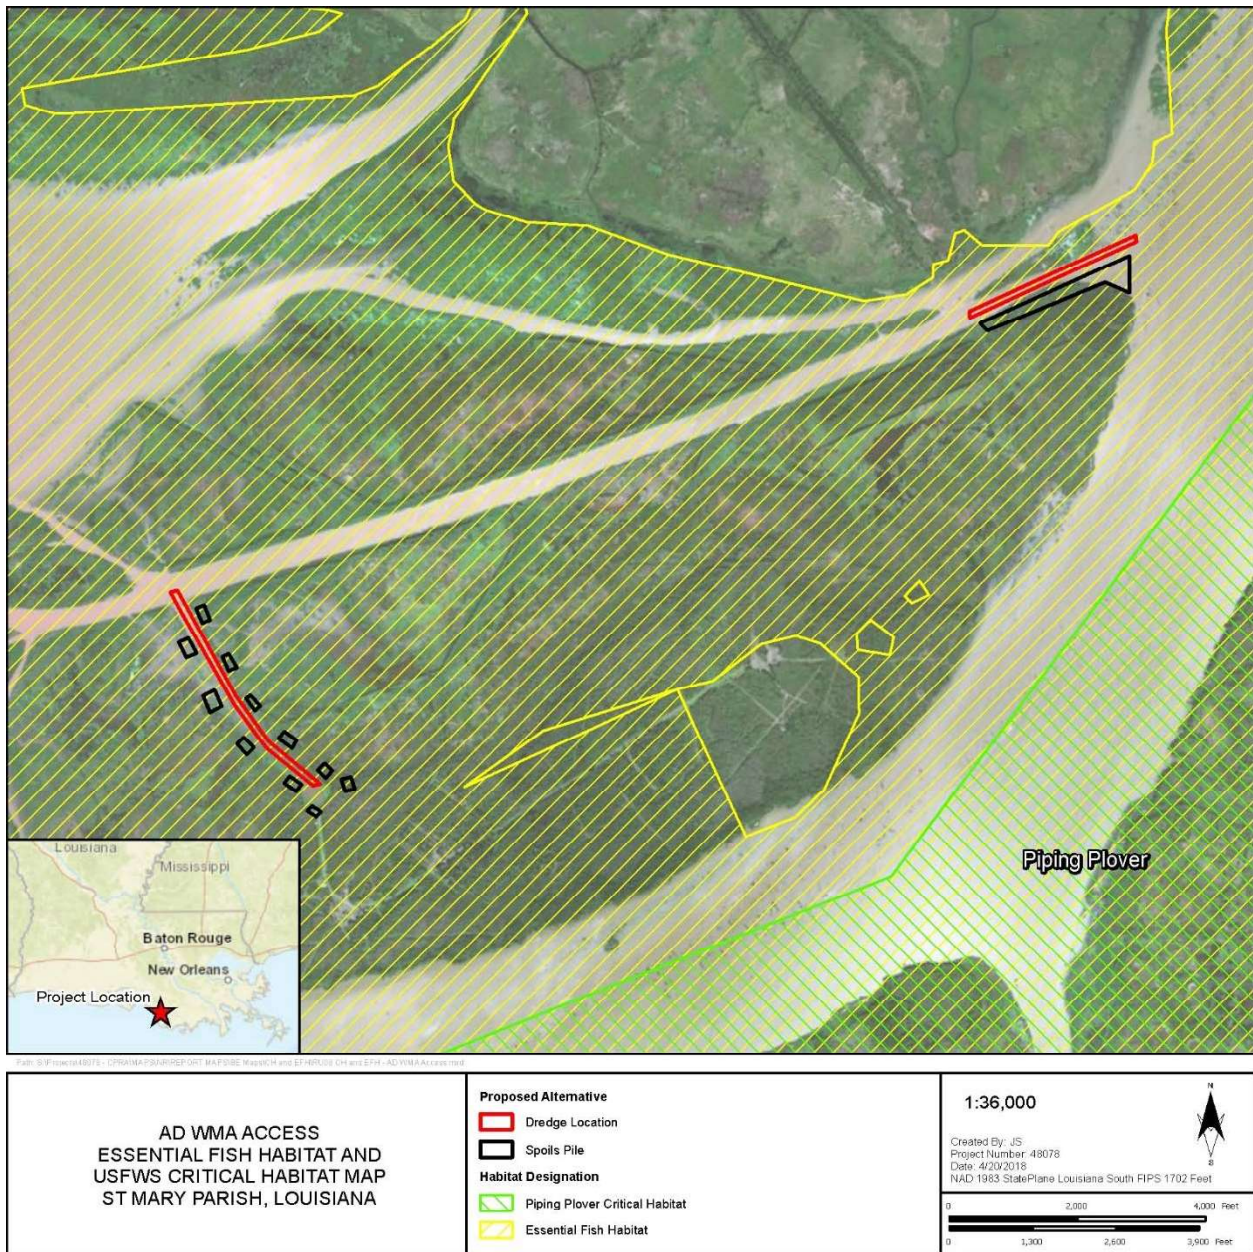 Piping Plover
Louisiana
Mississippi
Baton Rouge
New Orleans
Project Location
AD WMA ACCESS
ESSENTIAL FISH HABITAT AND
USFWS CRITICAL HABITAT MAP
ST MARY PARISH, LOUISIANA
Proposed Alternative
Dredge Location
Spoils Pile
Habitat Designation
Piping Plover Critical Habitat
Essential Fish Habitat
1:36,000
N
S
Created By: JS
Project Number: 48078
Date: 4/20/2018
NAD 1983 StatePlane Louisiana South FIPS 1702 Feet
0 2,000 4,000 Feet
0 1,300 2,600 3,900 Feet